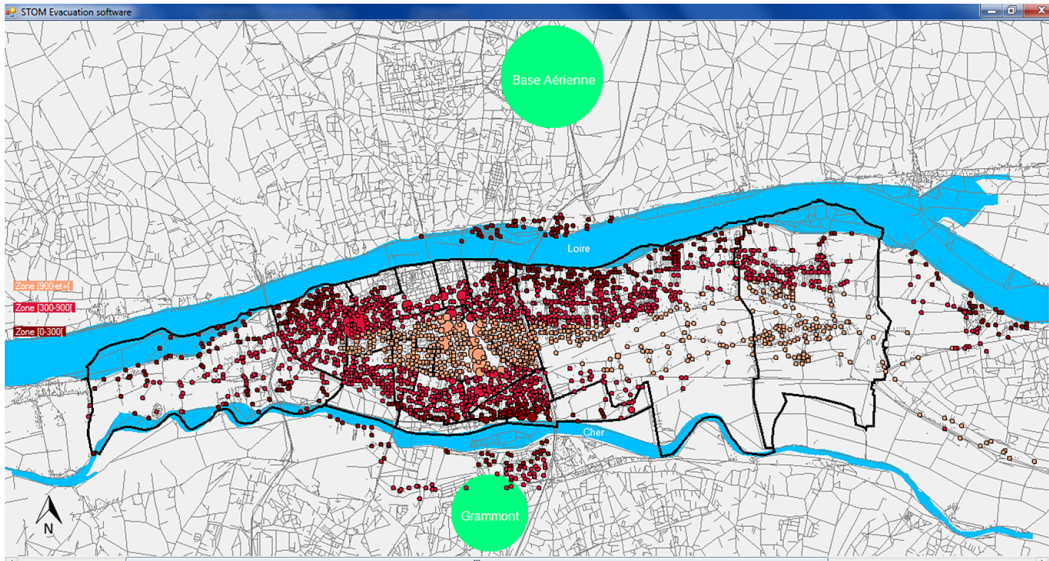 STOM Evacuation software
Base Aérienne
Loire
Zone [900-et+[
Zone [300-900[
Zone [0-300[
Cher
Grammont
N